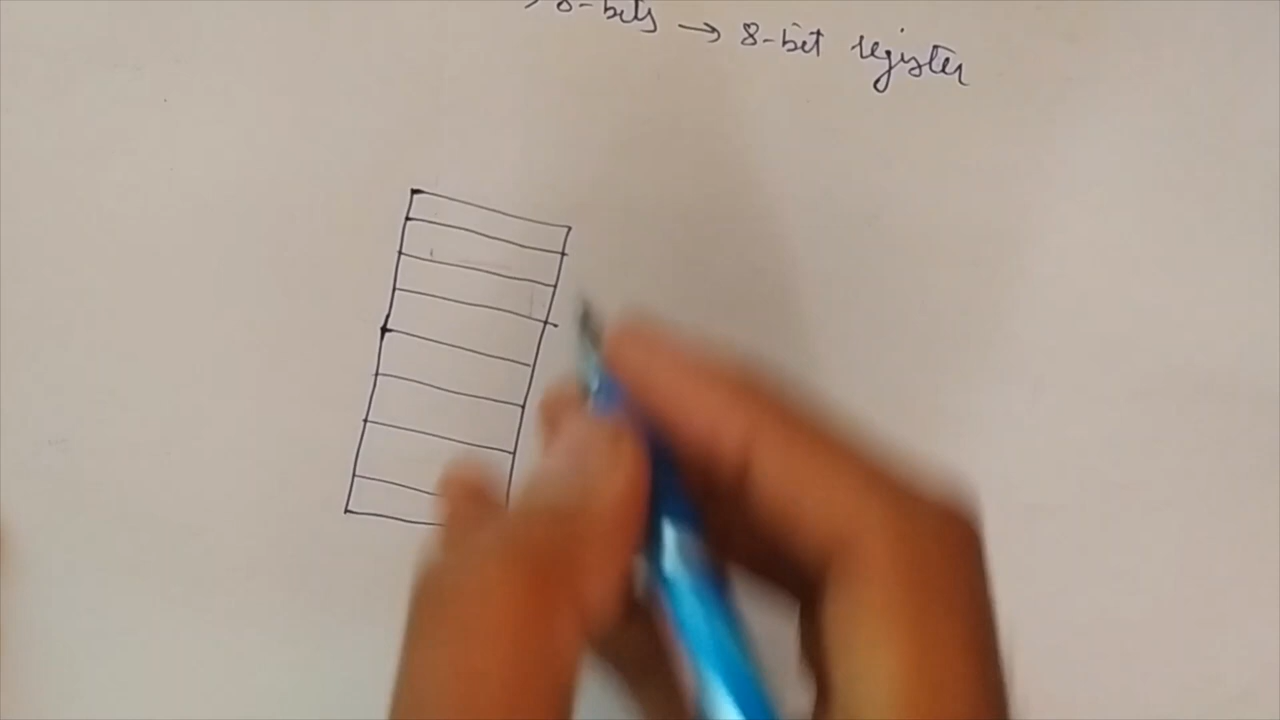 8-bits → 8-bit register